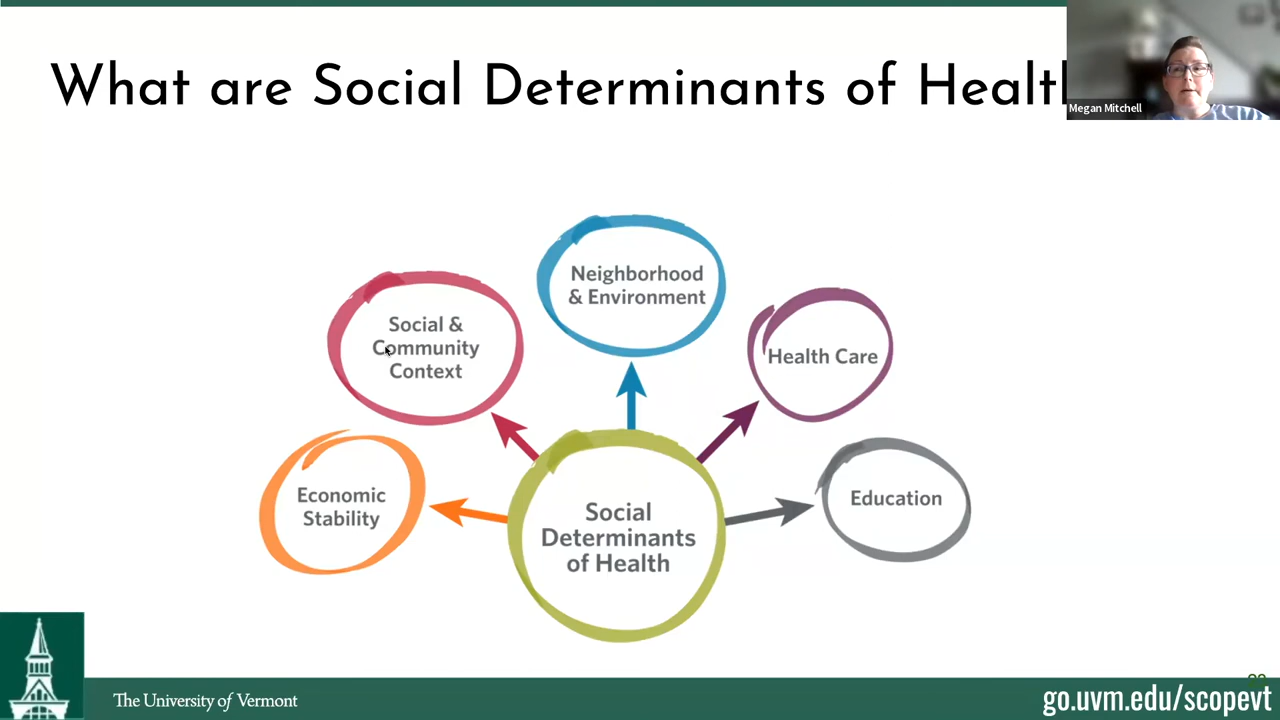 What are Social Determinants of Healt
Megan Mitchell
Neighborhood
& Environment
Social &
Community
Context
Health Care
Economic
Stability
Education
Social
Determinants
of Health
The University of Vermont
go.uvm.edu/scopevt